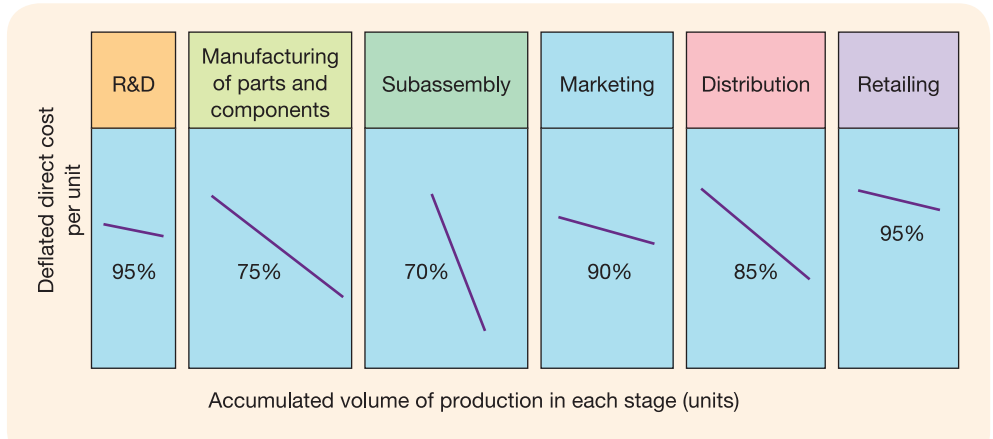 R&D
Manufacturing
of parts and
components
Subassembly
Marketing
Distribution
Retailing
Deflated direct cost
per unit
95%
75%
70%
90%
85%
95%
Accumulated volume of production in each stage (units)